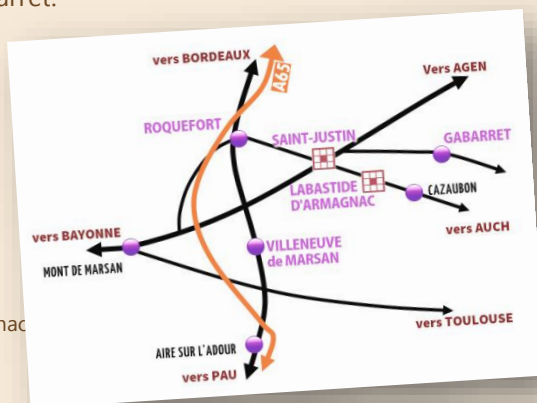 arret.
vers BORDEAUX
A65
Vers AGEN
ROQUEFORT
SAINT-JUSTIN
GABARRET
LABASTIDE
D'ARMAGNAC
CAZAUBON
vers AUCH
vers BAYONNE
MONT DE MARSAN
VILLENEUVE
de MARSAN
vers TOULOUSE
AIRE SUR L'ADOUR
vers PAU